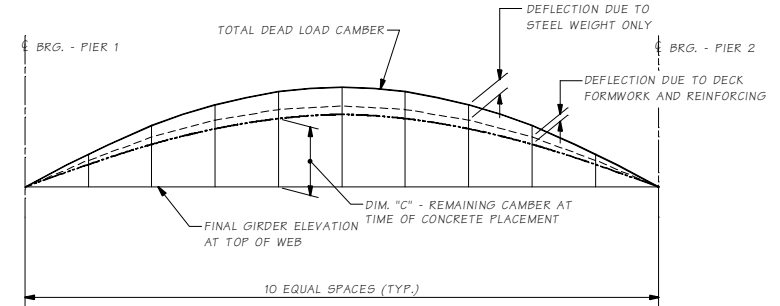 DEFLECTION DUE TO
STEEL WEIGHT ONLY
TOTAL DEAD LOAD CAMBER
℄ BRG. - PIER 1
℄ BRG. - PIER 2
DEFLECTION DUE TO DECK
FORMWORK AND REINFORCING
DIM. "C" - REMAINING CAMBER AT
TIME OF CONCRETE PLACEMENT
FINAL GIRDER ELEVATION
AT TOP OF WEB
10 EQUAL SPACES (TYP.)